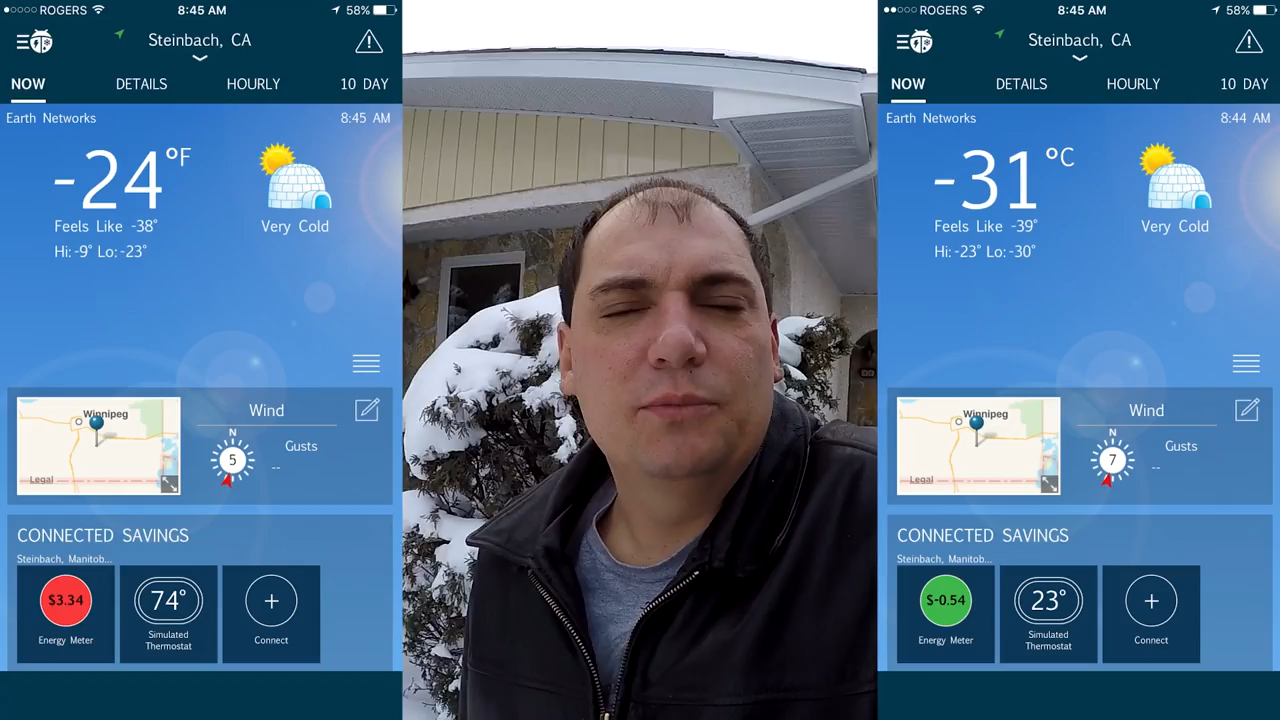 ROGERS 8:45 AM 58%
Steinbach, CA
NOW DETAILS HOURLY 10 DAY
Earth Networks 8:45 AM
-24°F
Feels Like -38°
Very Cold
Hi:-9° Lo:-23°
Winnipeg
Legal
Wind
N
5
Gusts
--
CONNECTED SAVINGS
Steinbach, Manitob...
$3.34
Energy Meter
74°
Simulated
Thermostat
+
Connect
ROGERS 8:45 AM 58%
Steinbach, CA
NOW DETAILS HOURLY 10 DAY
Earth Networks 8:44 AM
-31°C
Feels Like -39°
Very Cold
Hi:-23° Lo:-30°
Winnipeg
Legal
Wind
N
7
Gusts
--
CONNECTED SAVINGS
Steinbach, Manitob...
$-0.54
Energy Meter
23°
Simulated
Thermostat
+
Connect